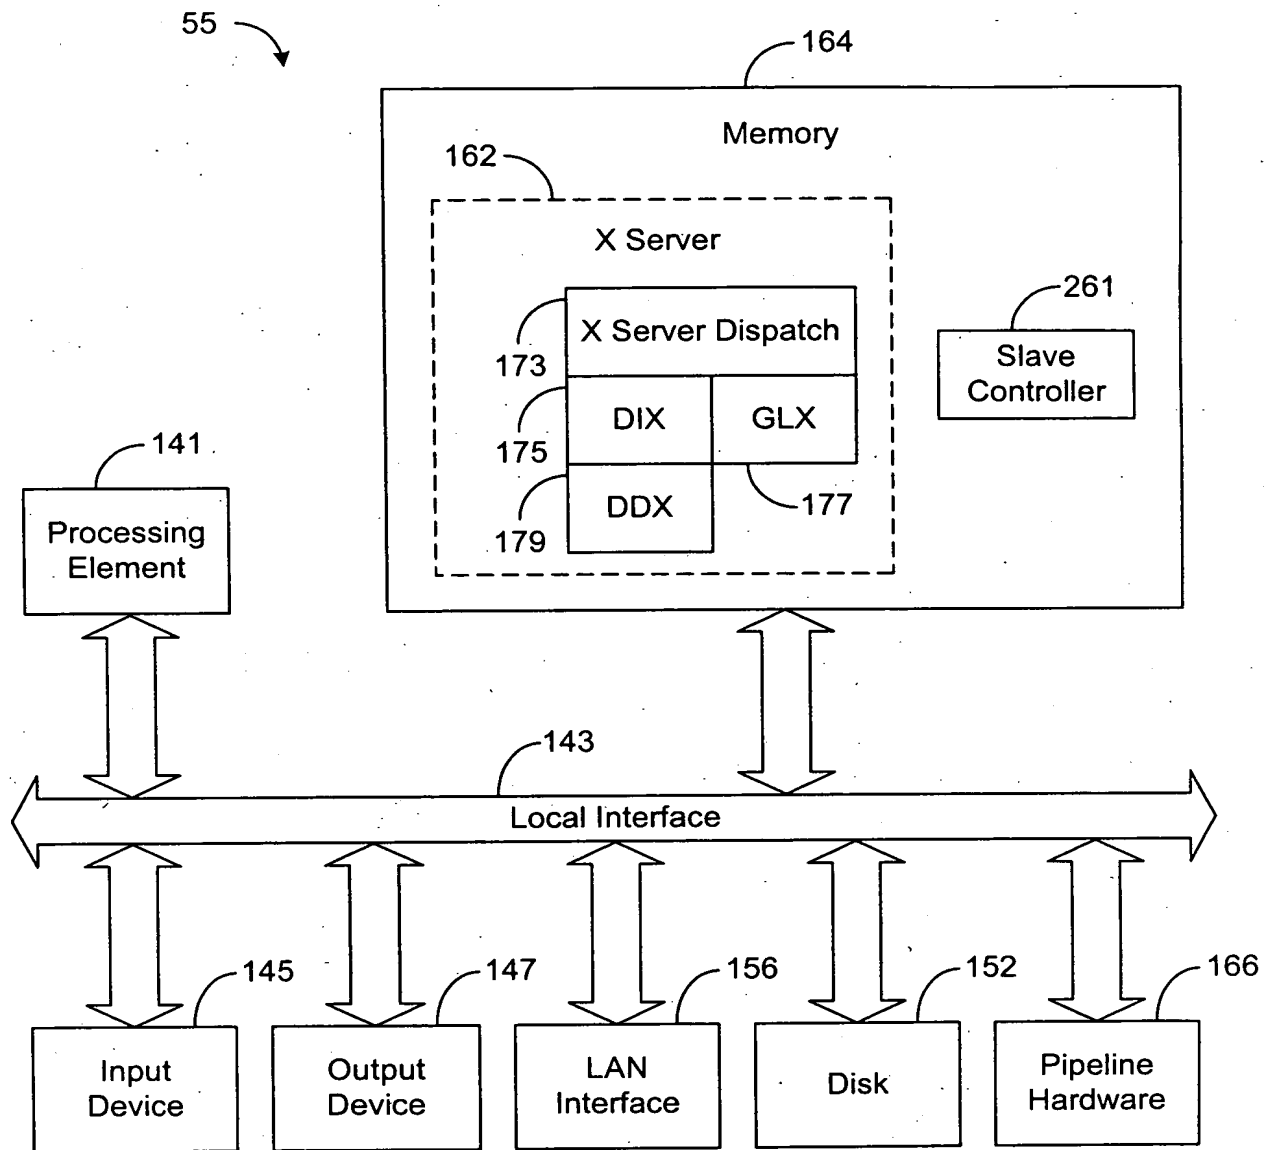 55
164
Memory
162
X Server
261
X Server Dispatch
173
Slave
Controller
DIX
GLX
175
141
DDX
177
179
Processing
Element
143
Local Interface
145
147
156
152
166
Input
Device
Output
Device
LAN
Interface
Disk
Pipeline
Hardware